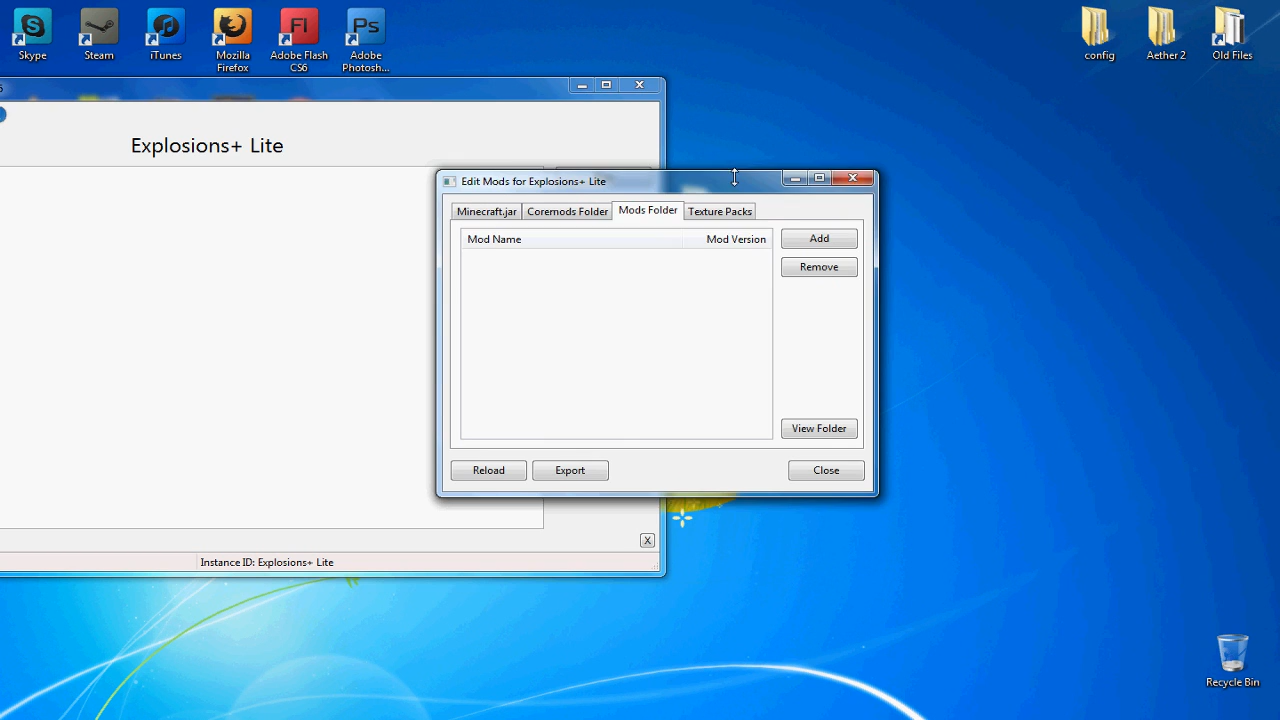 Skype
Steam
iTunes
Mozilla
Firefox
Fl
Adobe Flash
CS6
Ps
Adobe
Photosh...
config
Aether 2
Old Files
Explosions+ Lite
Edit Mods for Explosions+ Lite
Minecraft.jar
Coremods Folder
Mods Folder
Texture Packs
Mod Name
Mod Version
Add
Remove
View Folder
Reload
Export
Close
X
Instance ID: Explosions+ Lite
Recycle Bin